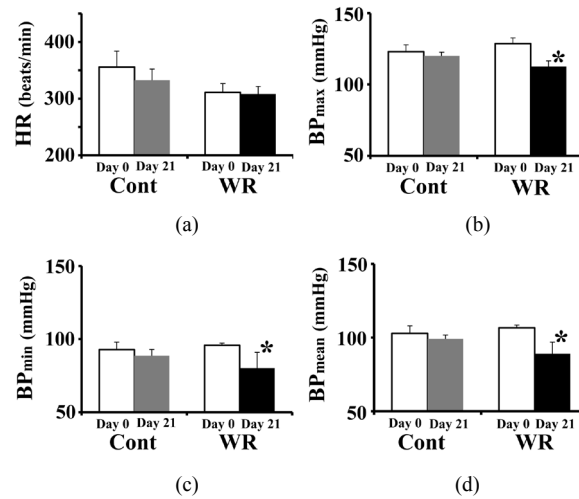 HR (beats/min)
350
300
250
200
Day 0 Day 21 Day 0 Day 21
Cont WR
(a)
BPmax (mmHg)
150
100
50
*
Day 0 Day 21 Day 0 Day 21
Cont WR
(b)
BPmin (mmHg)
150
100
50
*
Day 0 Day 21 Day 0 Day 21
Cont WR
(c)
BPmean (mmHg)
150
100
50
*
Day 0 Day 21 Day 0 Day 21
Cont WR
(d)